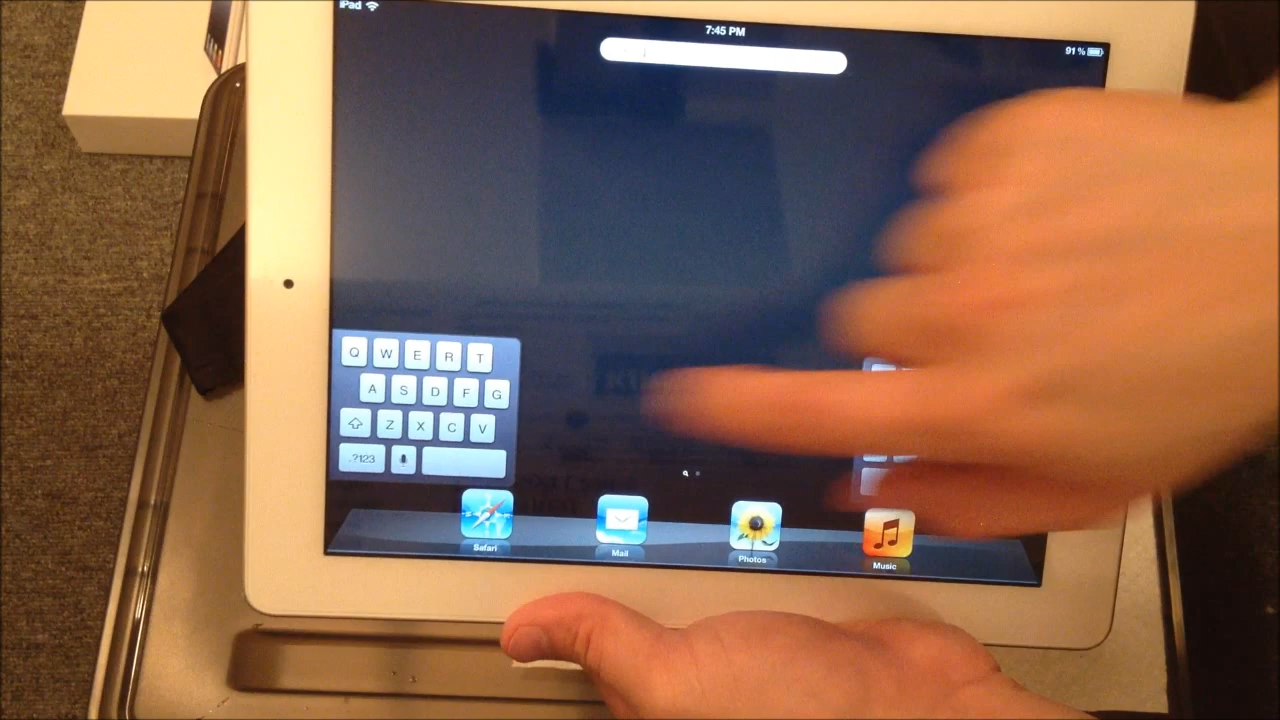 iPad
7:45 PM
91 %
Q W E R T
A S D F G
Z X C V
.?123
Safari
Mail
Photos
Music